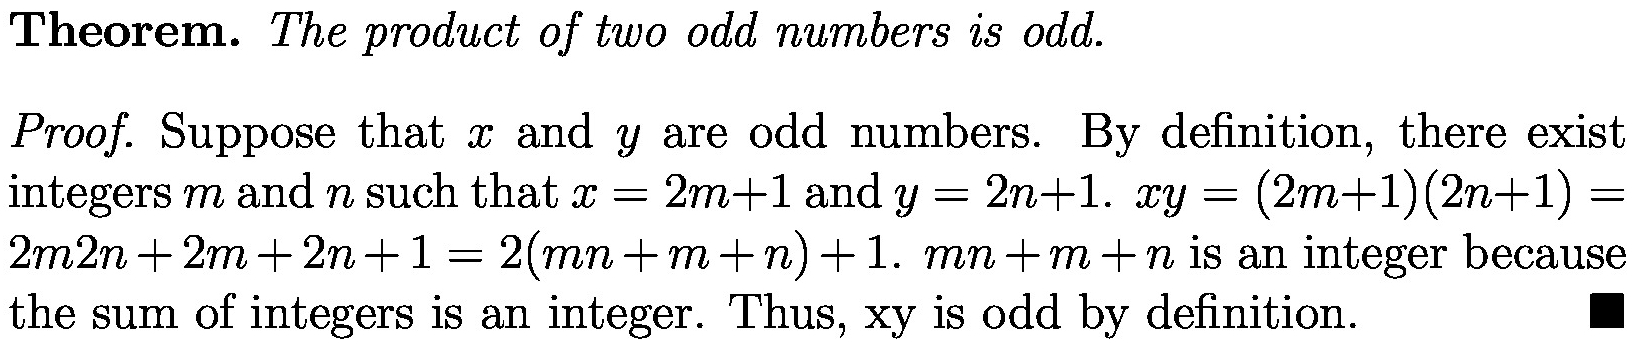 Theorem. The product of two odd numbers is odd.
Proof. Suppose that x and y are odd numbers. By definition, there exist
integers m and n such that x = 2m+1 and y = 2n+1. xy = (2m+1)(2n+1) =
2m2n + 2m + 2n + 1 = 2(mn + m + n) + 1. mn + m + n is an integer because
the sum of integers is an integer. Thus, xy is odd by definition. ■